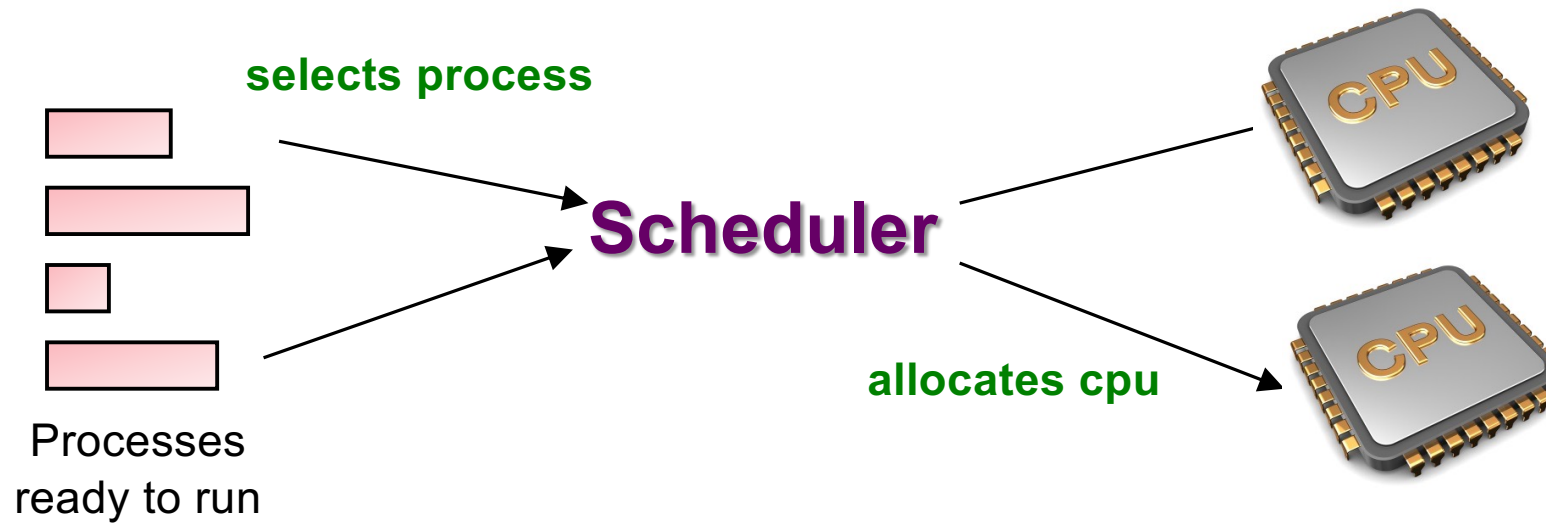 selects process
CPU
Scheduler
allocates cpu
CPU
Processes
ready to run